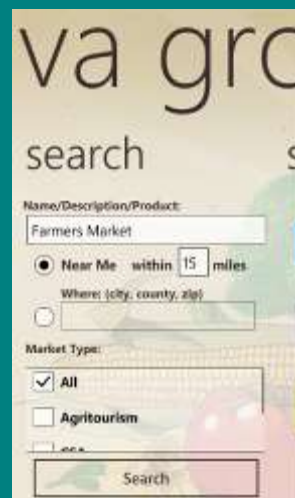 va gro
search
s
Name/Description/Product:
Farmers Market
Near Me within 15 miles
Where: (city, county, zip)
Market Type:
All
Agritourism
CSA
Search